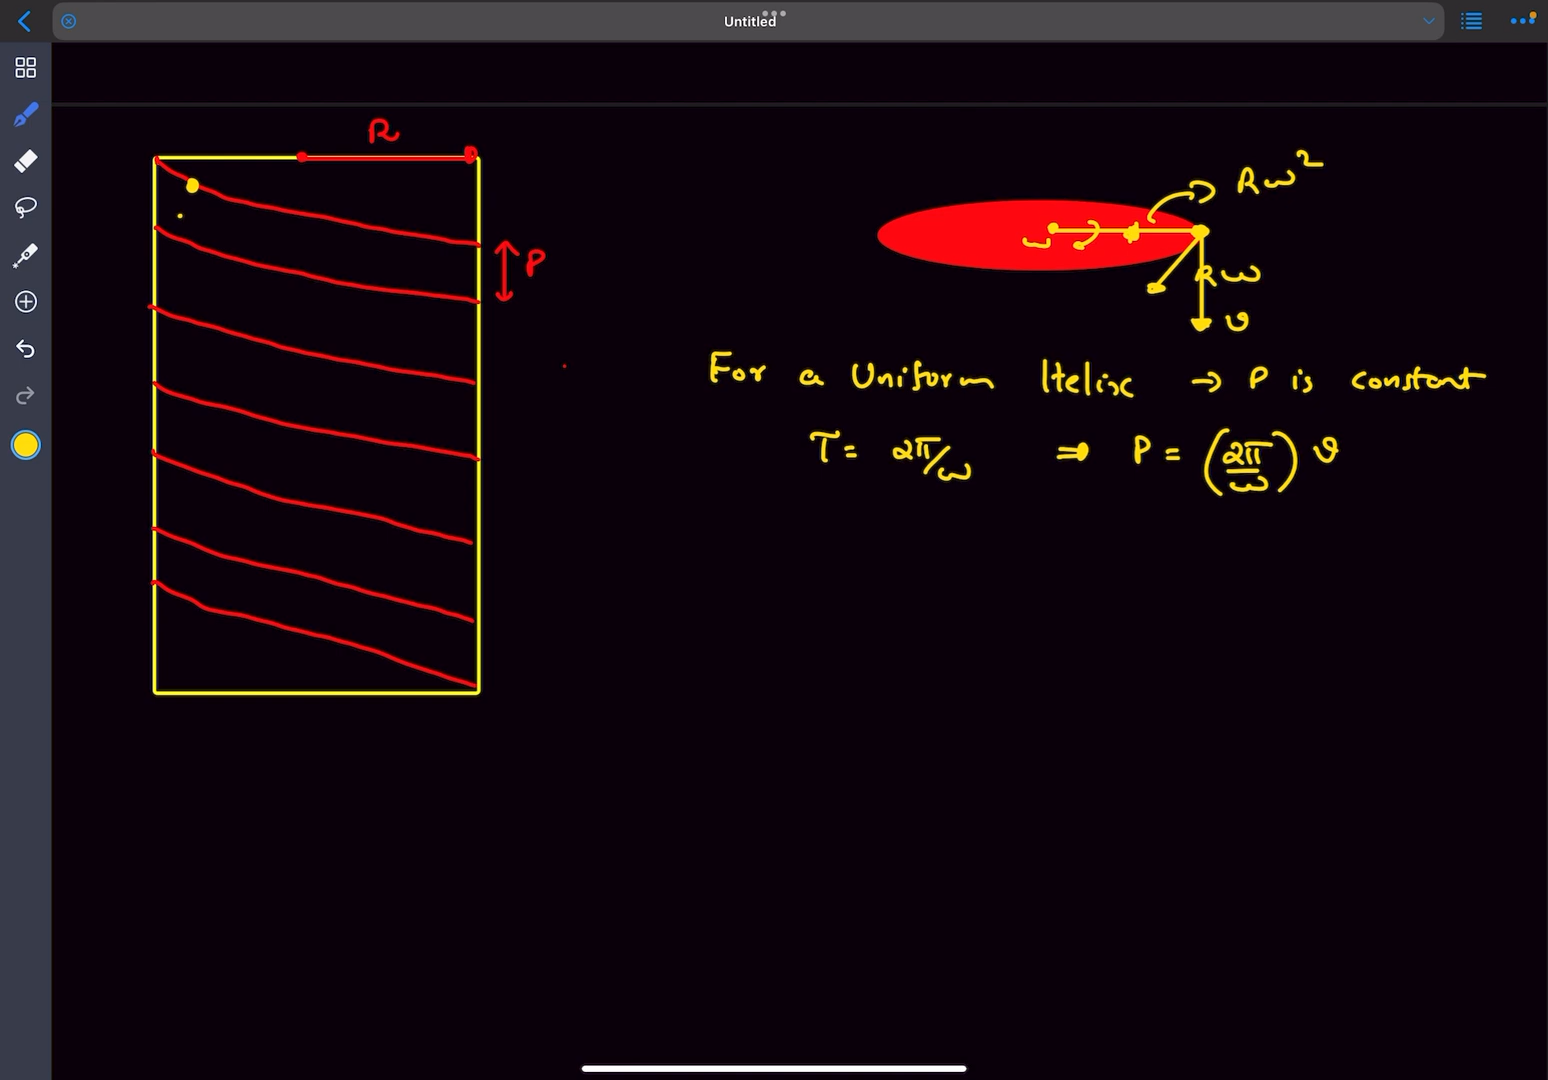 Untitled
R
P
Rω²
ω
Rω
v
For a Uniform Helix → P is constant
T = 2π/ω ⇒ P = (2π/ω) v